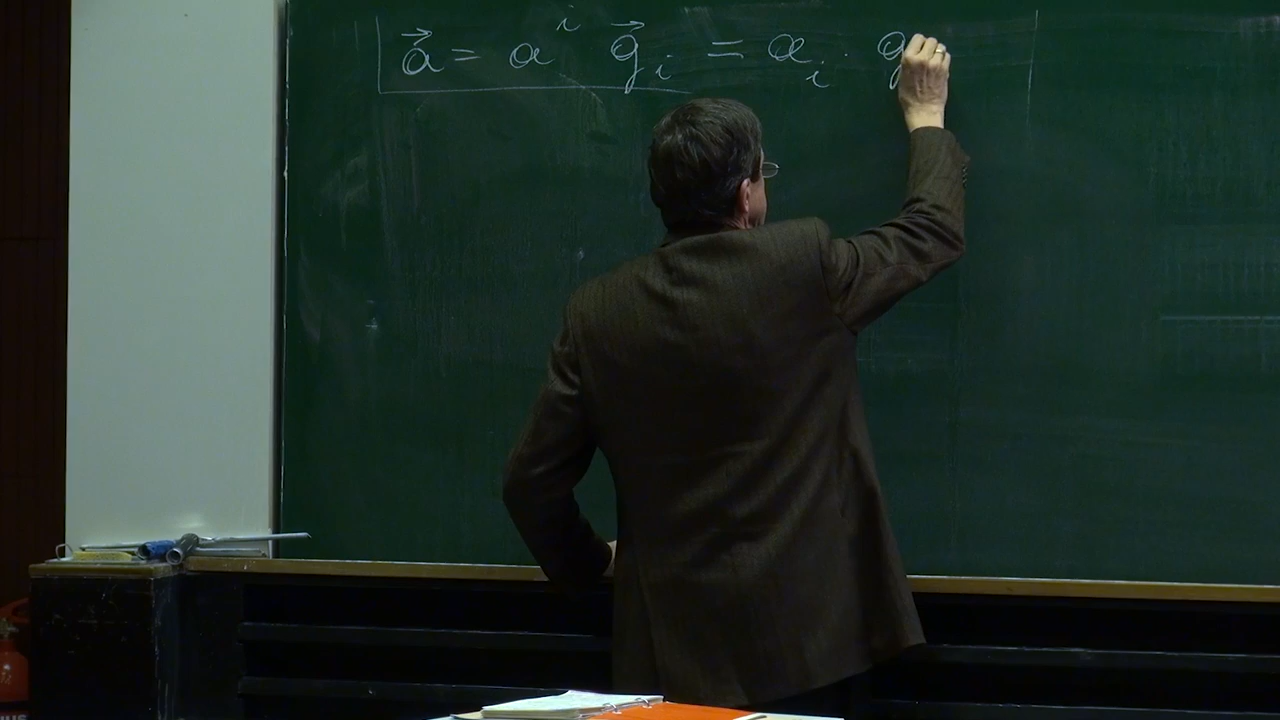 a⃗ = aⁱ g⃗ᵢ = aᵢ · g